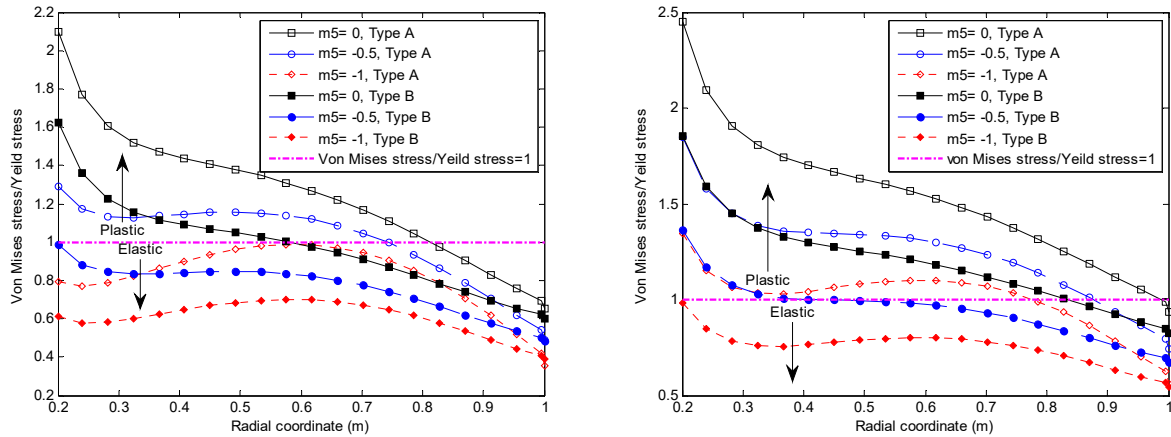 2.2
2
1.8
1.6
1.4
1.2
1
0.8
0.6
0.4
0.2
Von Mises stress/Yeild stress
m5= 0, Type A
m5= -0.5, Type A
m5= -1, Type A
m5= 0, Type B
m5= -0.5, Type B
m5= -1, Type B
Von Mises stress/Yeild stress=1
Plastic
Elastic
0.2 0.3 0.4 0.5 0.6 0.7 0.8 0.9 1
Radial coordinate (m)
2.5
2
1.5
1
0.5
Von Mises stress/Yeild stress
m5= 0, Type A
m5= -0.5, Type A
m5= -1, Type A
m5= 0, Type B
m5= -0.5, Type B
m5= -1, Type B
von Mises stress/Yeild stress=1
Plastic
Elastic
0.2 0.3 0.4 0.5 0.6 0.7 0.8 0.9 1
Radial coordinate (m)